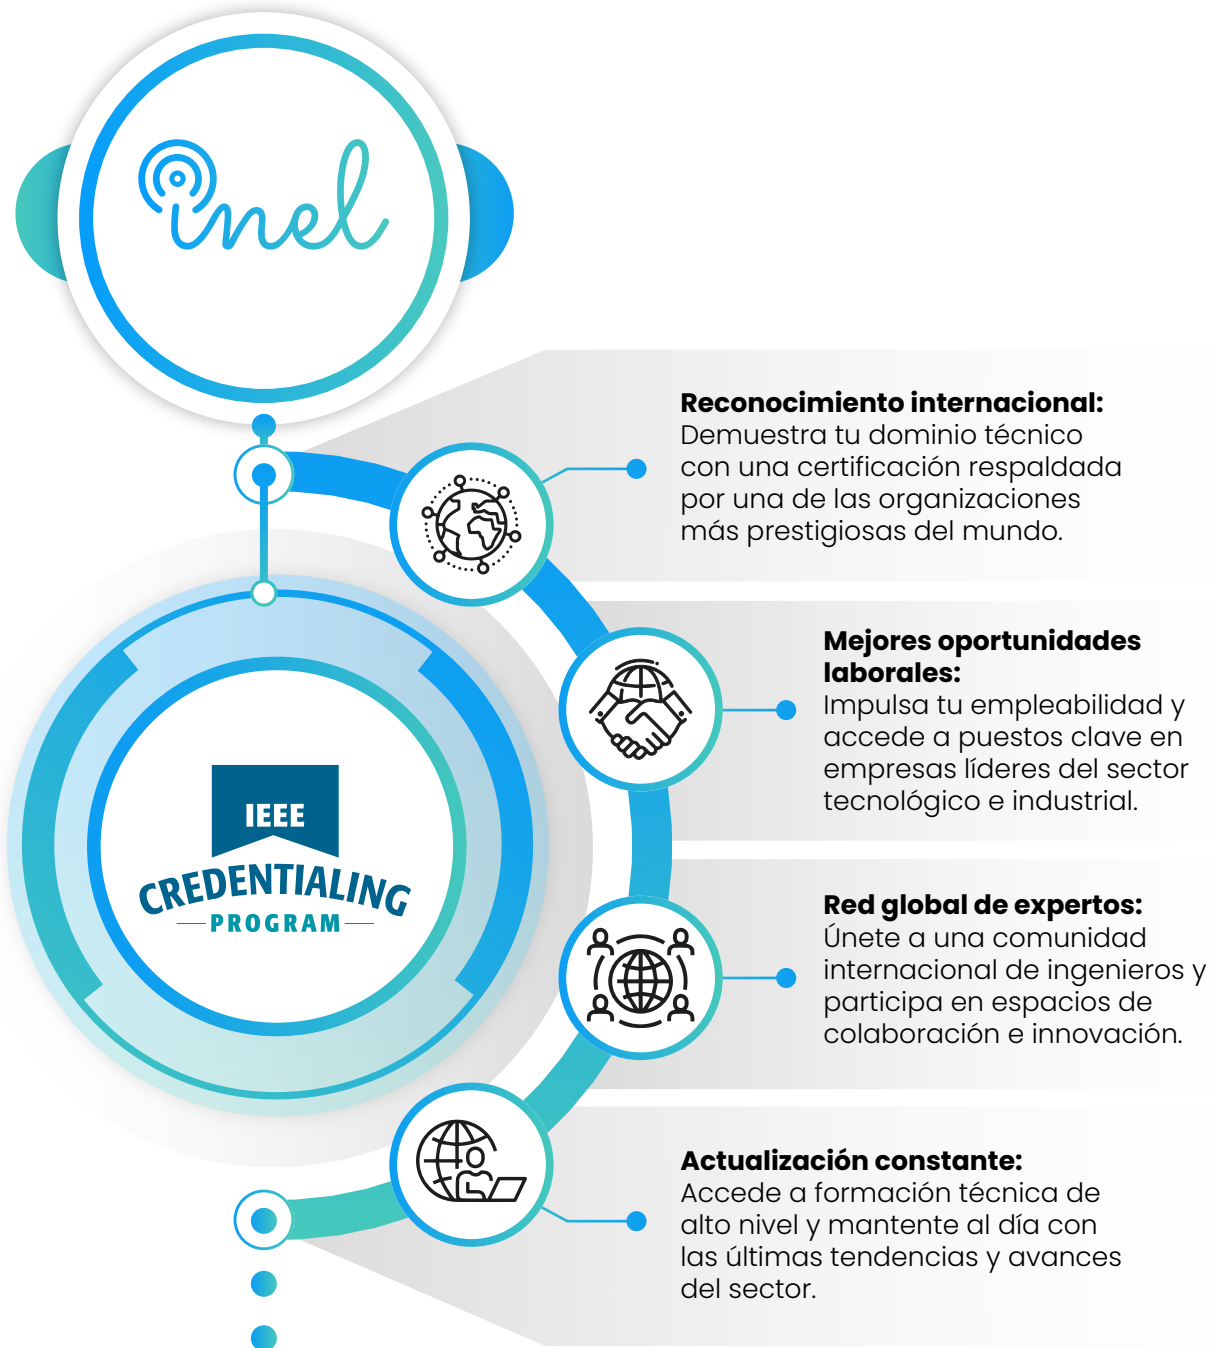 inel
Reconocimiento internacional:
Demuestra tu dominio técnico
con una certificación respaldada
por una de las organizaciones
más prestigiosas del mundo.
Mejores oportunidades
laborales:
Impulsa tu empleabilidad y
accede a puestos clave en
empresas líderes del sector
tecnológico e industrial.
IEEE
CREDENTIALING
PROGRAM
Red global de expertos:
Únete a una comunidad
internacional de ingenieros y
participa en espacios de
colaboración e innovación.
Actualización constante:
Accede a formación técnica de
alto nivel y mantente al día con
las últimas tendencias y avances
del sector.